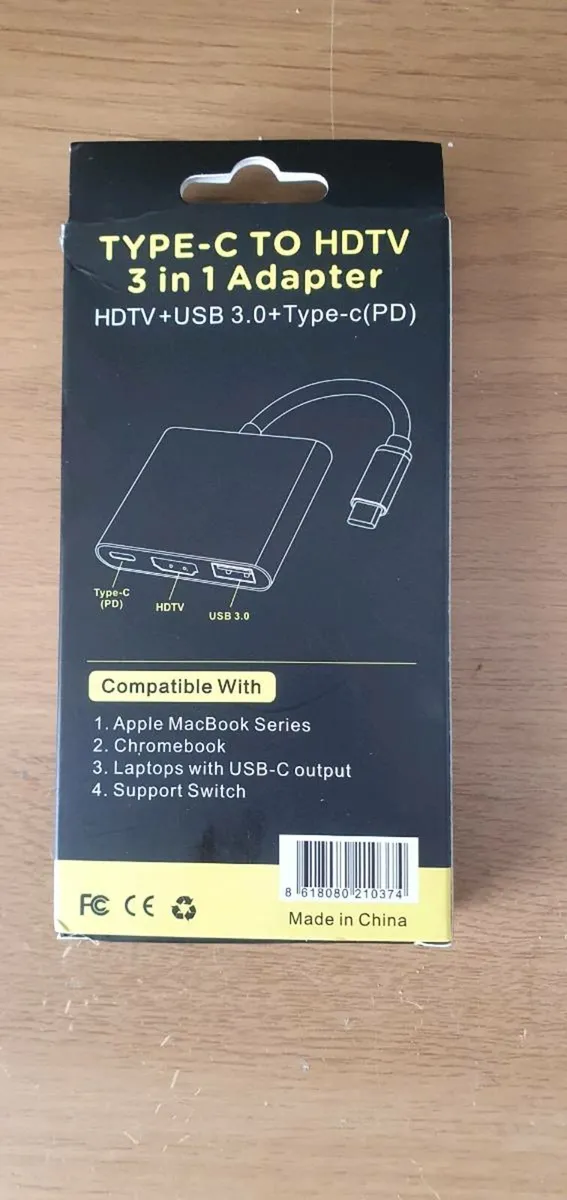 TYPE-C TO HDTV
3 in 1 Adapter
HDTV+USB 3.0+Type-c(PD)
Type-C
(PD)
HDTV
USB 3.0
Compatible With
1. Apple MacBook Series
2. Chromebook
3. Laptops with USB-C output
4. Support Switch
8 618080 210374
FC CE
Made in China